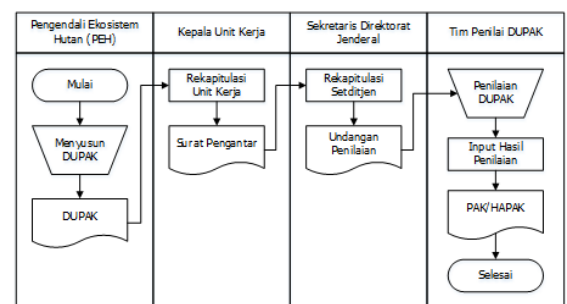 Pengendali Ekosistem
Hutan (PEH)
Kepala Unit Kerja
Sekretaris Direktorat
Jenderal
Tim Penilai DUPAK
Mulai
Menyusun
DUPAK
DUPAK
Rekapitulasi
Unit Kerja
Surat Pengantar
Rekapitulasi
Setditjen
Undangan
Penilaian
Penilaian
DUPAK
Input Hasil
Penilaian
PAK/HAPAK
Selesai